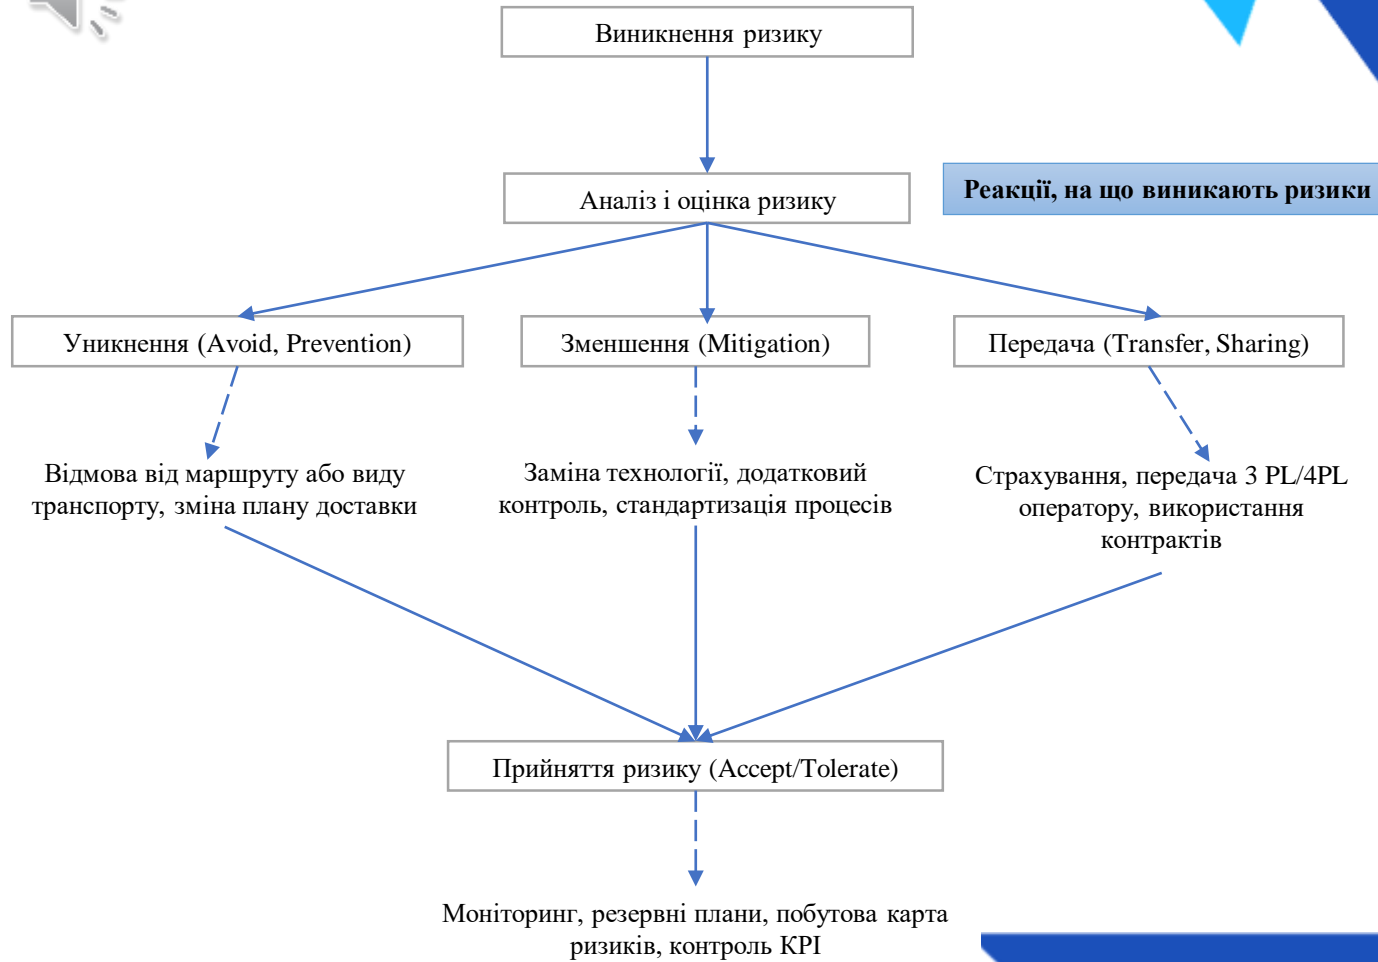 Виникнення ризику
Аналіз і оцінка ризику
Реакції, на що виникають ризики
Уникнення (Avoid, Prevention)
Зменшення (Mitigation)
Передача (Transfer, Sharing)
Відмова від маршруту або виду
транспорту, зміна плану доставки
Заміна технології, додатковий
контроль, стандартизація процесів
Страхування, передача 3 PL/4PL
оператору, використання
контрактів
Прийняття ризику (Accept/Tolerate)
Моніторинг, резервні плани, побутова карта
ризиків, контроль КРІ